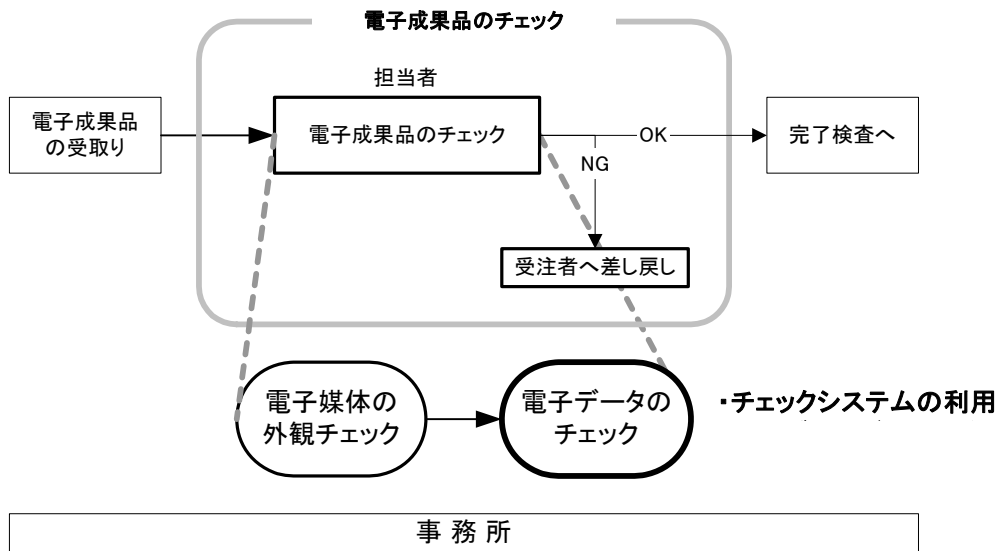 電子成果品のチェック
担当者
電子成果品
の受取り
電子成果品のチェック
OK
完了検査へ
NG
受注者へ差し戻し
電子媒体の
外観チェック
電子データの
チェック
・チェックシステムの利用
事務所